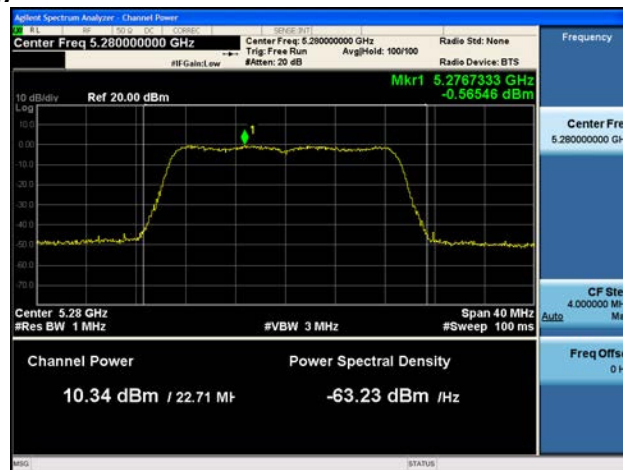 Agilent Spectrum Analyzer - Channel Power
RL RF 50 Ω DC CORREC SENSE:INT
Center Freq 5.280000000 GHz
Center Freq: 5.280000000 GHz
Radio Std: None
Trig: Free Run Avg|Hold: 100/100
#IFGain:Low
#Atten: 20 dB
Radio Device: BTS
Mkr1 5.2767333 GHz
-0.56546 dBm
10 dB/div Ref 20.00 dBm
Log
10.0
0.00
-10.0
-20.0
-30.0
-40.0
-50.0
-60.0
-70.0
1
Center 5.28 GHz
Span 40 MHz
#Res BW 1 MHz
#VBW 3 MHz
#Sweep 100 ms
Channel Power
Power Spectral Density
10.34 dBm / 22.71 MH
-63.23 dBm /Hz
MSG
STATUS
Frequency
Center Fre
5.280000000 GH
CF Ste
4.000000 MH
Auto Ma
Freq Offs
0 H